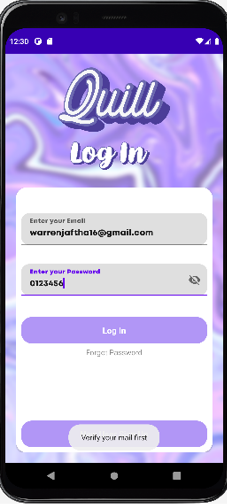 12:30
Quill
Log In
Enter your Email
warrenjaftha16@gmail.com
Enter your Password
0123456
Log in
Forgot Password
Verify your mail first